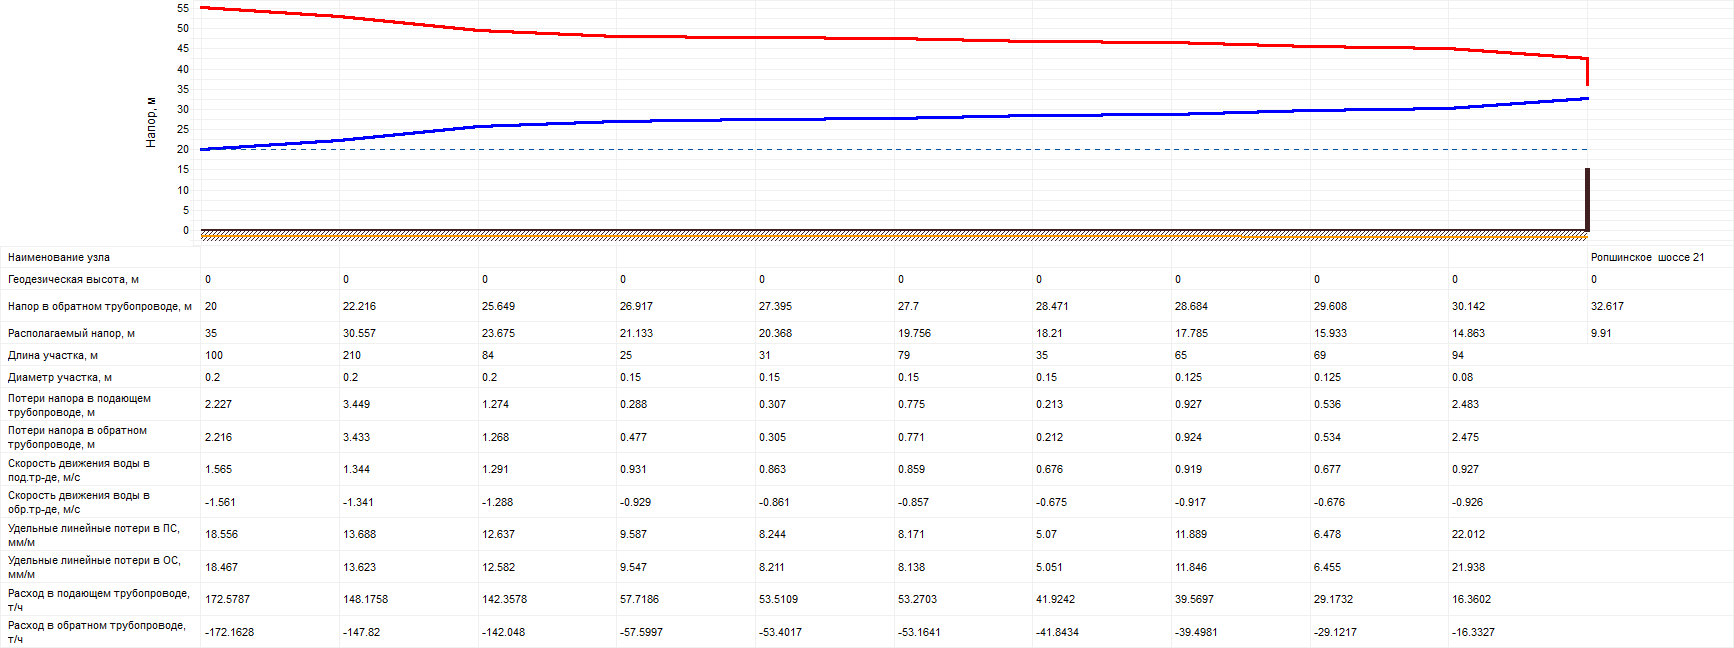 55
50
45
40
35
30
25
20
15
10
5
0
Напор, м
Наименование узла Ропшинское шоссе 21
Геодезическая высота, м 0 0 0 0 0 0 0 0 0 0 0
Напор в обратном трубопроводе, м 20 22.216 25.649 26.917 27.395 27.7 28.471 28.684 29.608 30.142 32.617
Располагаемый напор, м 35 30.557 23.675 21.133 20.368 19.756 18.21 17.785 15.933 14.863 9.91
Длина участка, м 100 210 84 25 31 79 35 65 69 94
Диаметр участка, м 0.2 0.2 0.2 0.15 0.15 0.15 0.15 0.125 0.125 0.08
Потери напора в подающем
трубопроводе, м 2.227 3.449 1.274 0.288 0.307 0.775 0.213 0.927 0.536 2.483
Потери напора в обратном
трубопроводе, м 2.216 3.433 1.268 0.477 0.305 0.771 0.212 0.924 0.534 2.475
Скорость движения воды в
под.тр-де, м/с 1.565 1.344 1.291 0.931 0.863 0.859 0.676 0.919 0.677 0.927
Скорость движения воды в
обр.тр-де, м/с -1.561 -1.341 -1.288 -0.929 -0.861 -0.857 -0.675 -0.917 -0.676 -0.926
Удельные линейные потери в ПС,
мм/м 18.556 13.688 12.637 9.587 8.244 8.171 5.07 11.889 6.478 22.012
Удельные линейные потери в ОС,
мм/м 18.467 13.623 12.582 9.547 8.211 8.138 5.051 11.846 6.455 21.938
Расход в подающем трубопроводе,
т/ч 172.5787 148.1758 142.3578 57.7186 53.5109 53.2703 41.9242 39.5697 29.1732 16.3602
Расход в обратном трубопроводе,
т/ч -172.1628 -147.82 -142.048 -57.5997 -53.4017 -53.1641 -41.8434 -39.4981 -29.1217 -16.3327